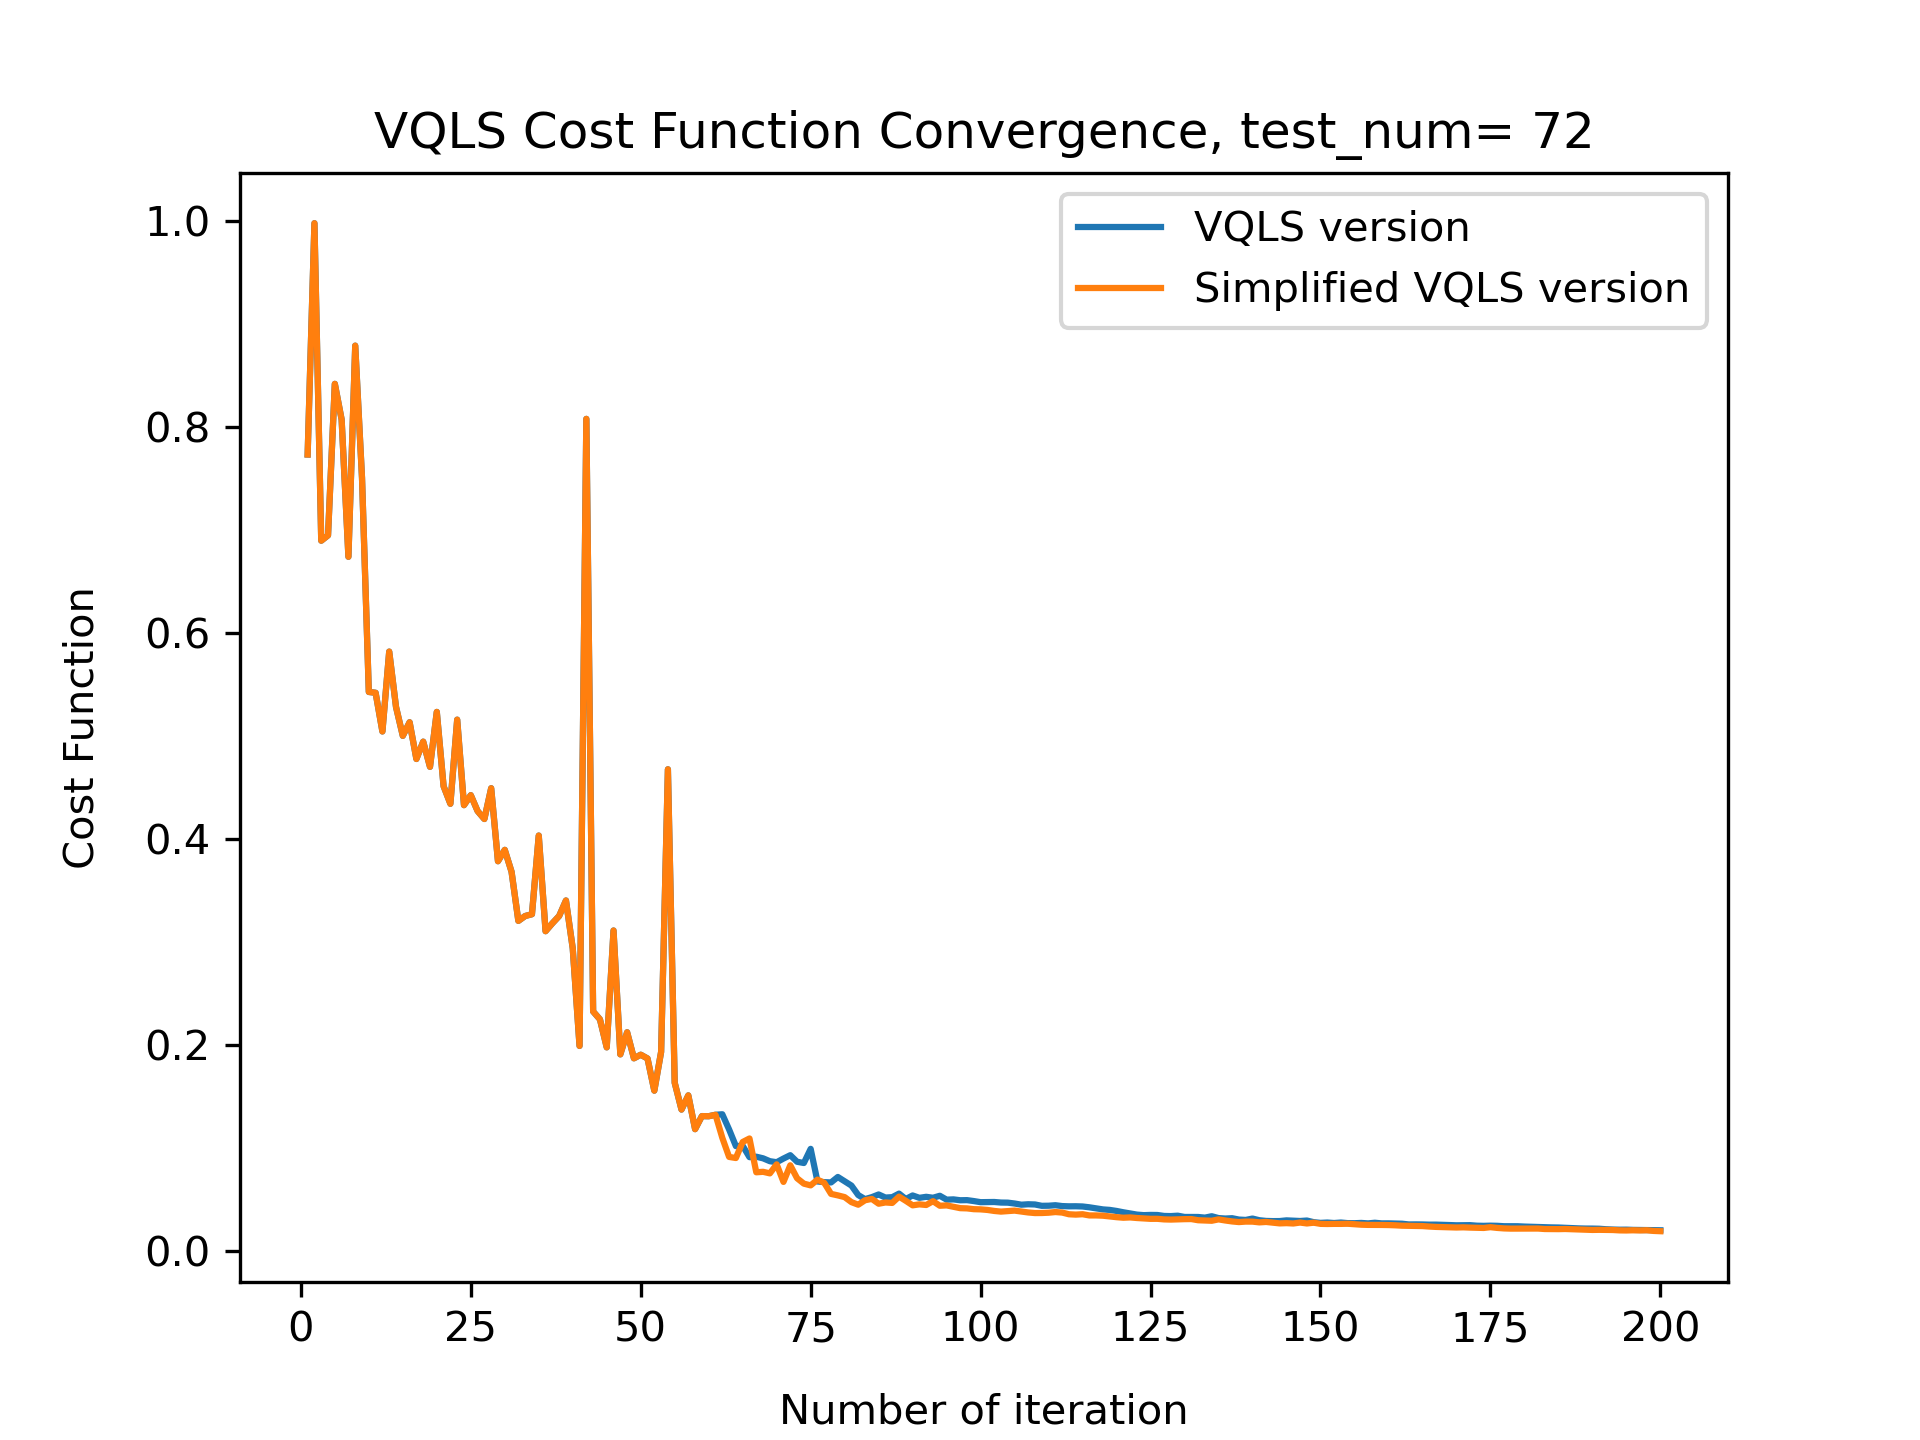 VQLS Cost Function Convergence, test_num= 72
VQLS version
Simplified VQLS version
1.0
0.8
0.6
0.4
0.2
0.0
Cost Function
0 25 50 75 100 125 150 175 200
Number of iteration